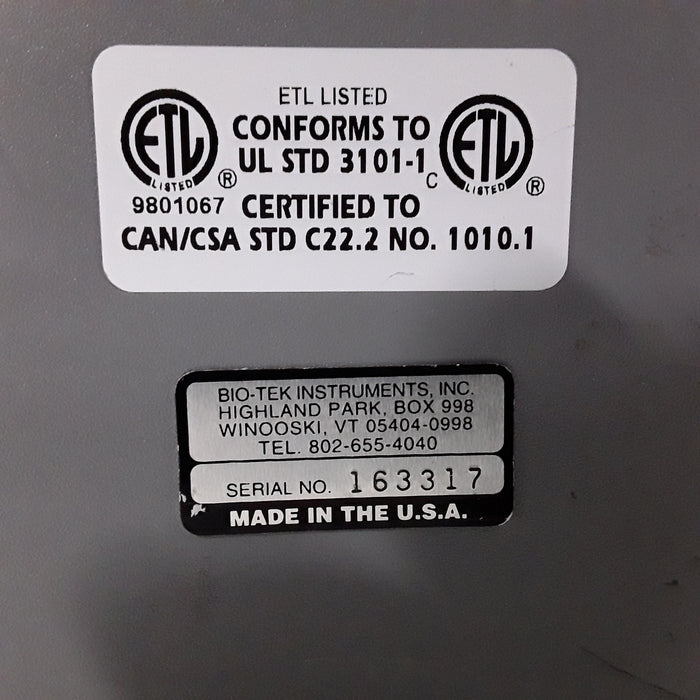 ETL LISTED
CONFORMS TO
UL STD 3101-1
ETL LISTED ®
C ETL LISTED ®
9801067 CERTIFIED TO
CAN/CSA STD C22.2 NO. 1010.1
BIO-TEK INSTRUMENTS, INC.
HIGHLAND PARK, BOX 998
WINOOSKI, VT 05404-0998
TEL. 802-655-4040
SERIAL NO. 163317
MADE IN THE U.S.A.